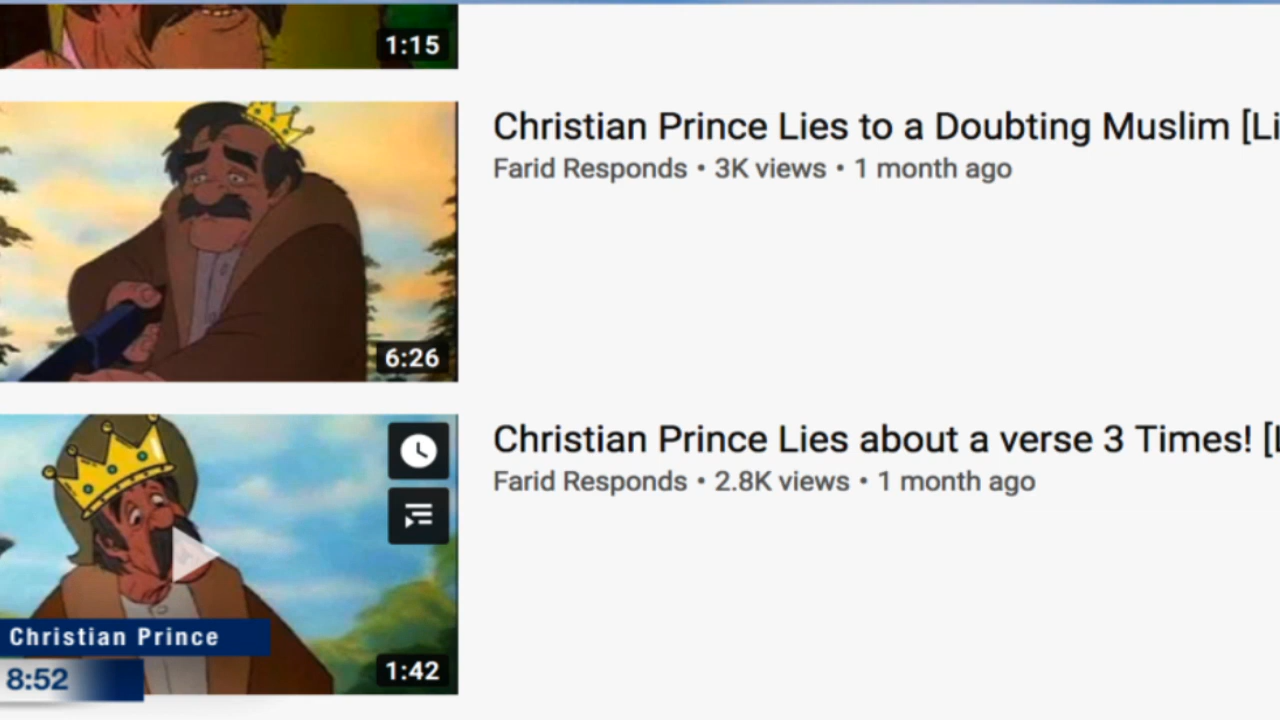 1:15
Christian Prince Lies to a Doubting Muslim [Li
Farid Responds • 3K views • 1 month ago
6:26
Christian Prince Lies about a verse 3 Times! [L
Farid Responds • 2.8K views • 1 month ago
Christian Prince
8:52
1:42